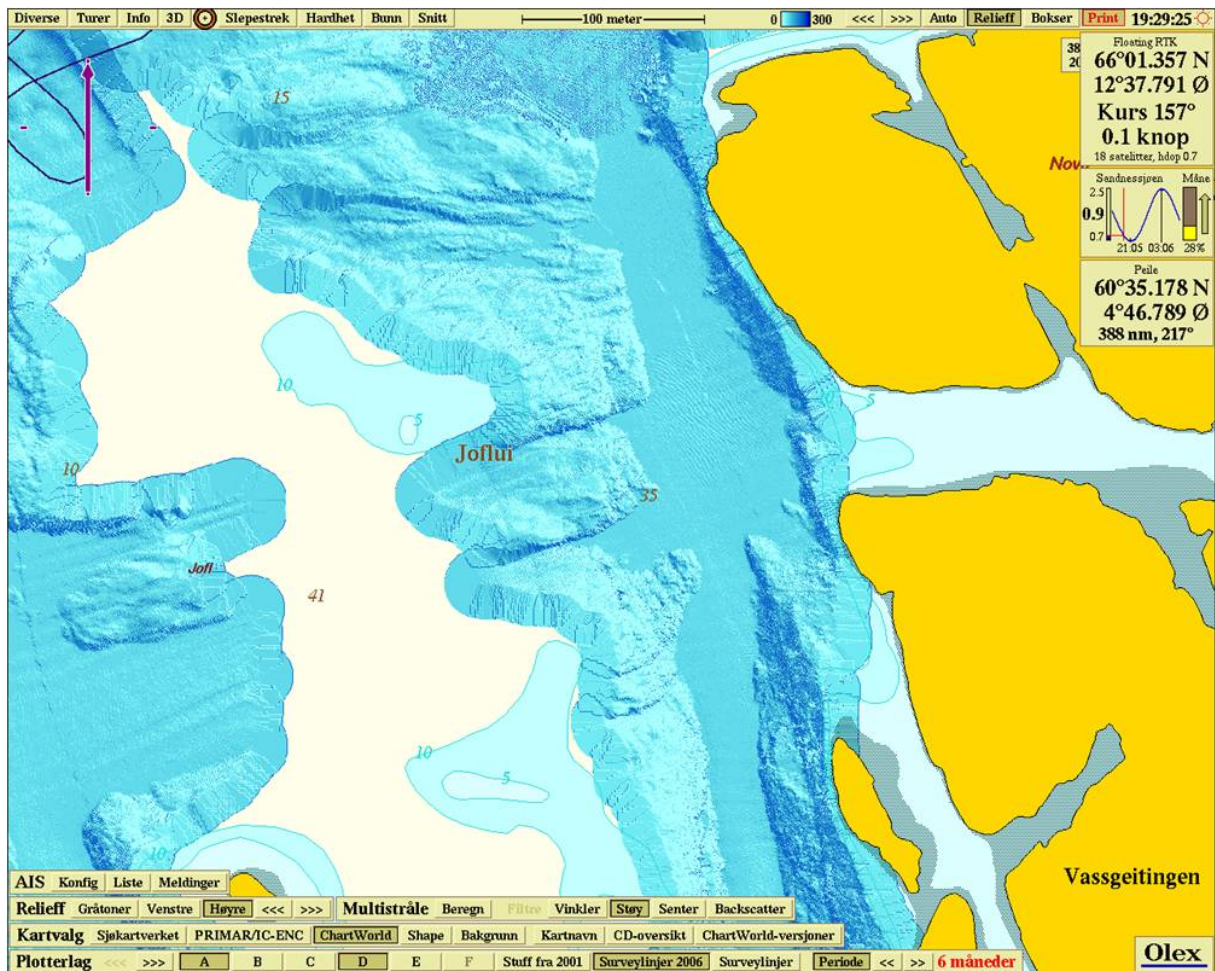 Diverse Turer Info 3D Slepestrek Hardhet Bunn Snitt 100 meter 0 300 <<< >>> Auto Relieff Bokser Print 19:29:25
Floating RTK
66°01.357 N
12°37.791 Ø
Kurs 157°
0.1 knop
18 satelitter, hdop 0.7
38
20
15
Sandnessjøen Måne
2.5
0.9
0.7
21:05 03:06 28%
Peile
60°35.178 N
4°46.789 Ø
388 nm, 217°
10
5
5
Joflui
10
35
Jofl
41
10
5
10
Vassgeitingen
AIS Konfig Liste Meldinger
Relieff Gråtoner Venstre Høyre <<< >>> Multistråle Beregn Filtre Vinkler Støy Senter Backscatter
Kartvalg Sjøkartverket PRIMAR/IC-ENC ChartWorld Shape Bakgrunn Kartnavn CD-oversikt ChartWorld-versjoner
Plotterlag <<< >>> A B C D E F Stuff fra 2001 Surveylinjer 2006 Surveylinjer Periode << >> 6 måneder
Olex